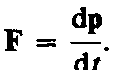 F = dp/dt.